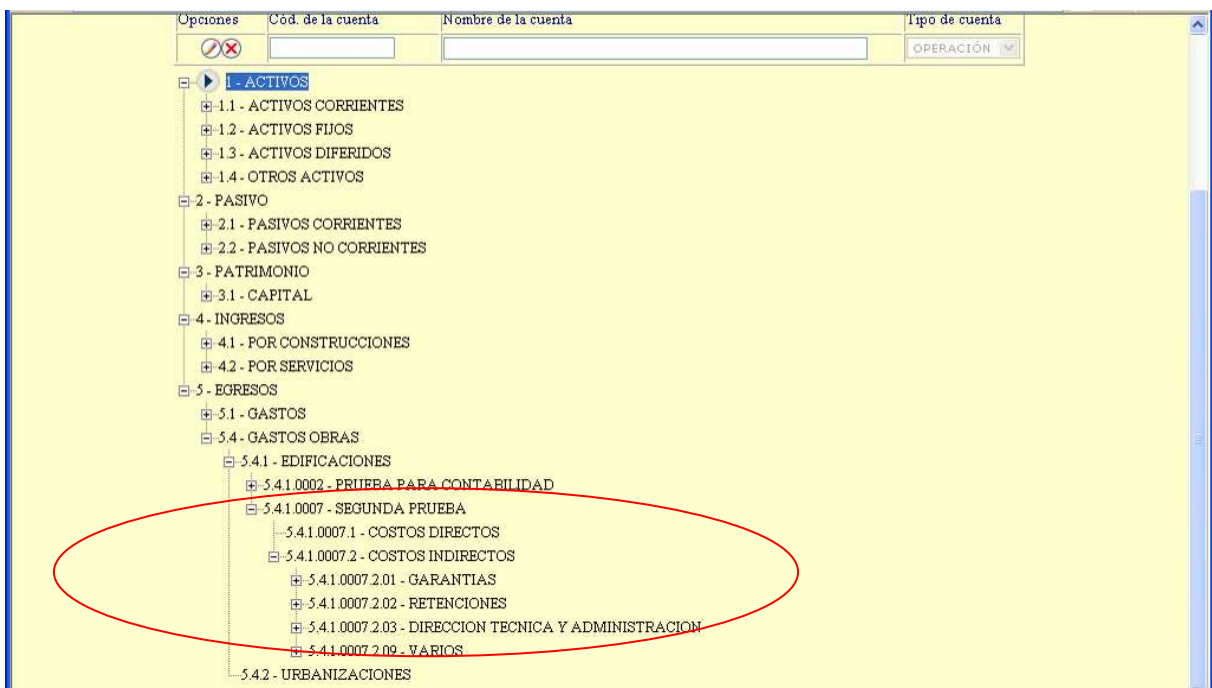 Opciones Cód. de la cuenta Nombre de la cuenta Tipo de cuenta
OPERACIÓN
1 - ACTIVOS
1.1 - ACTIVOS CORRIENTES
1.2 - ACTIVOS FIJOS
1.3 - ACTIVOS DIFERIDOS
1.4 - OTROS ACTIVOS
2 - PASIVO
2.1 - PASIVOS CORRIENTES
2.2 - PASIVOS NO CORRIENTES
3 - PATRIMONIO
3.1 - CAPITAL
4 - INGRESOS
4.1 - POR CONSTRUCCIONES
4.2 - POR SERVICIOS
5 - EGRESOS
5.1 - GASTOS
5.4 - GASTOS OBRAS
5.4.1 - EDIFICACIONES
5.4.1.0002 - PRUEBA PARA CONTABILIDAD
5.4.1.0007 - SEGUNDA PRUEBA
5.4.1.0007.1 - COSTOS DIRECTOS
5.4.1.0007.2 - COSTOS INDIRECTOS
5.4.1.0007.2.01 - GARANTIAS
5.4.1.0007.2.02 - RETENCIONES
5.4.1.0007.2.03 - DIRECCION TECNICA Y ADMINISTRACION
5.4.1.0007.2.09 - VARIOS
5.4.2 - URBANIZACIONES